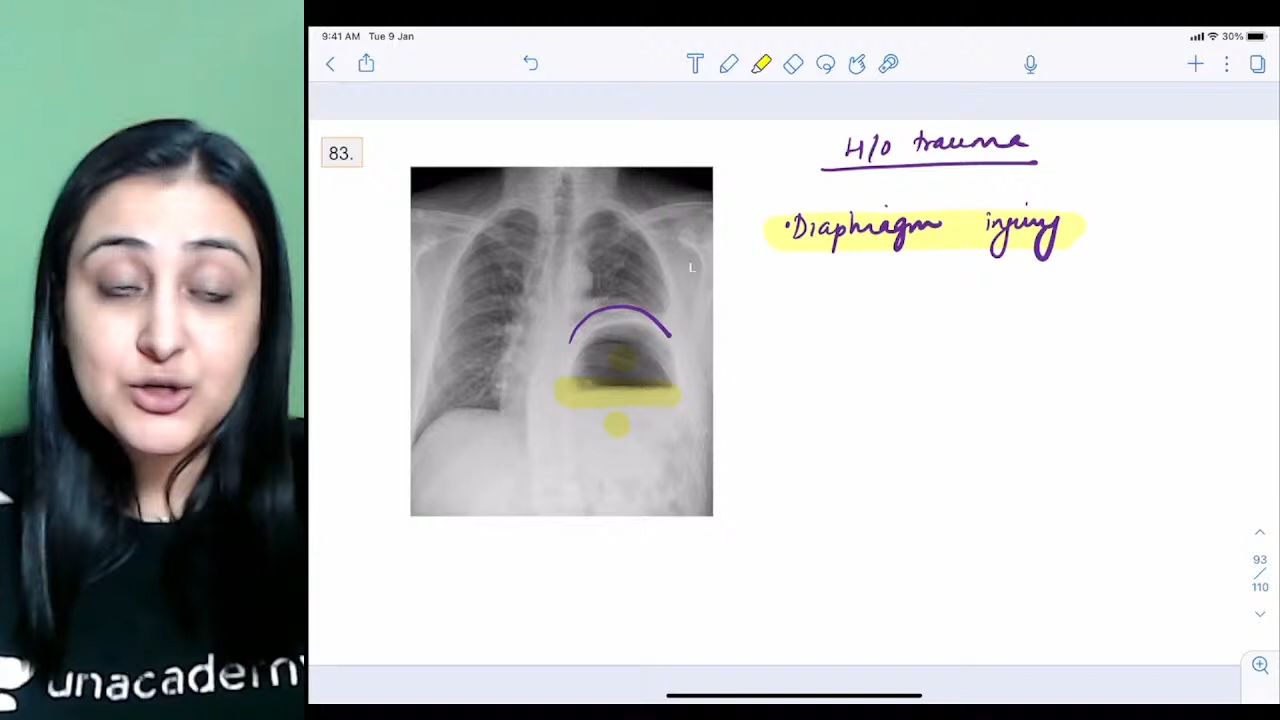 9:41 AM Tue 9 Jan
30%
T
83.
H/O trauma
L
•Diaphragm injury
93
110
unacademy